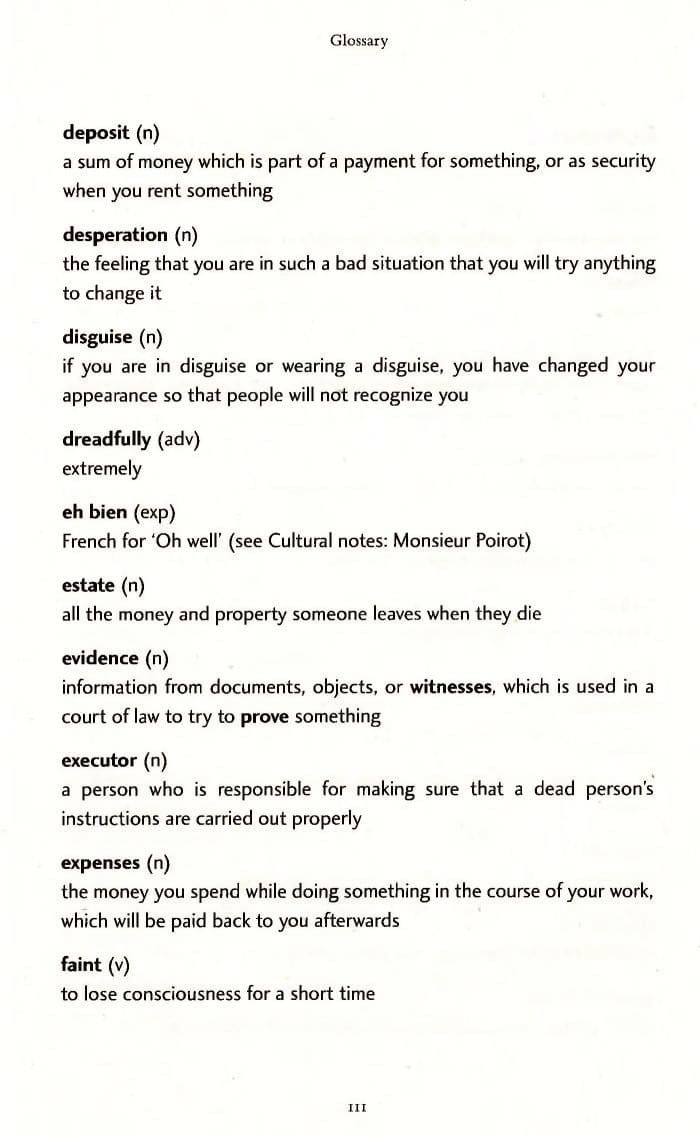 Glossary
deposit (n)
a sum of money which is part of a payment for something, or as security
when you rent something
desperation (n)
the feeling that you are in such a bad situation that you will try anything
to change it
disguise (n)
if you are in disguise or wearing a disguise, you have changed your
appearance so that people will not recognize you
dreadfully (adv)
extremely
eh bien (exp)
French for ‘Oh well’ (see Cultural notes: Monsieur Poirot)
estate (n)
all the money and property someone leaves when they die
evidence (n)
information from documents, objects, or witnesses, which is used in a
court of law to try to prove something
executor (n)
a person who is responsible for making sure that a dead person's
instructions are carried out properly
expenses (n)
the money you spend while doing something in the course of your work,
which will be paid back to you afterwards
faint (v)
to lose consciousness for a short time
111